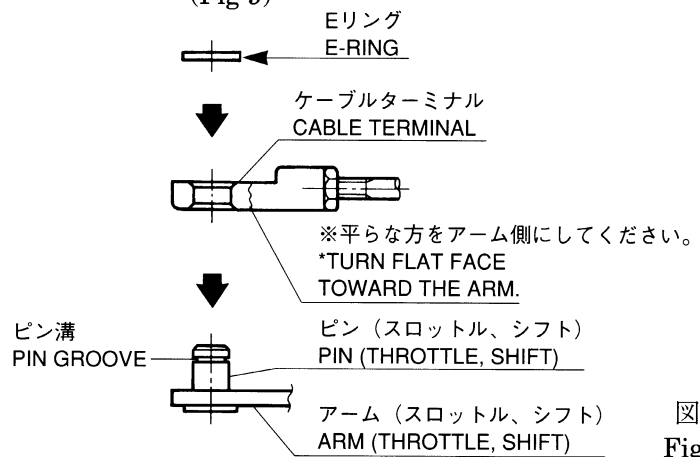 Eリング
E-RING
ケーブルターミナル
CABLE TERMINAL
※平らな方をアーム側にしてください。
*TURN FLAT FACE
TOWARD THE ARM.
ピン溝
PIN GROOVE
ピン（スロットル、シフト）
PIN (THROTTLE, SHIFT)
アーム（スロットル、シフト）
ARM (THROTTLE, SHIFT)
図
Fig